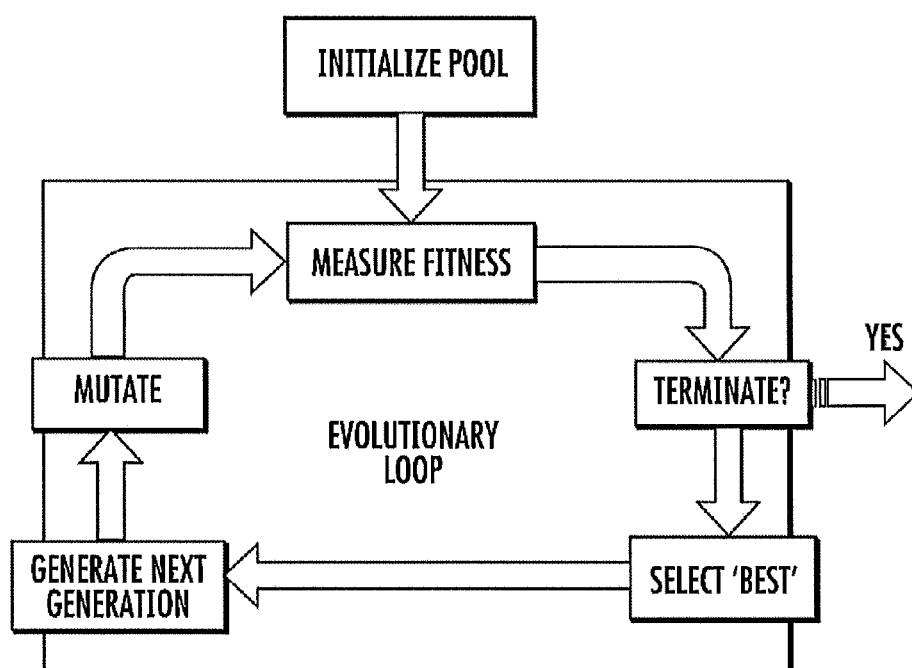 INITIALIZE POOL
MEASURE FITNESS
YES
MUTATE
TERMINATE?
EVOLUTIONARY
LOOP
GENERATE NEXT
GENERATION
SELECT ‘BEST’